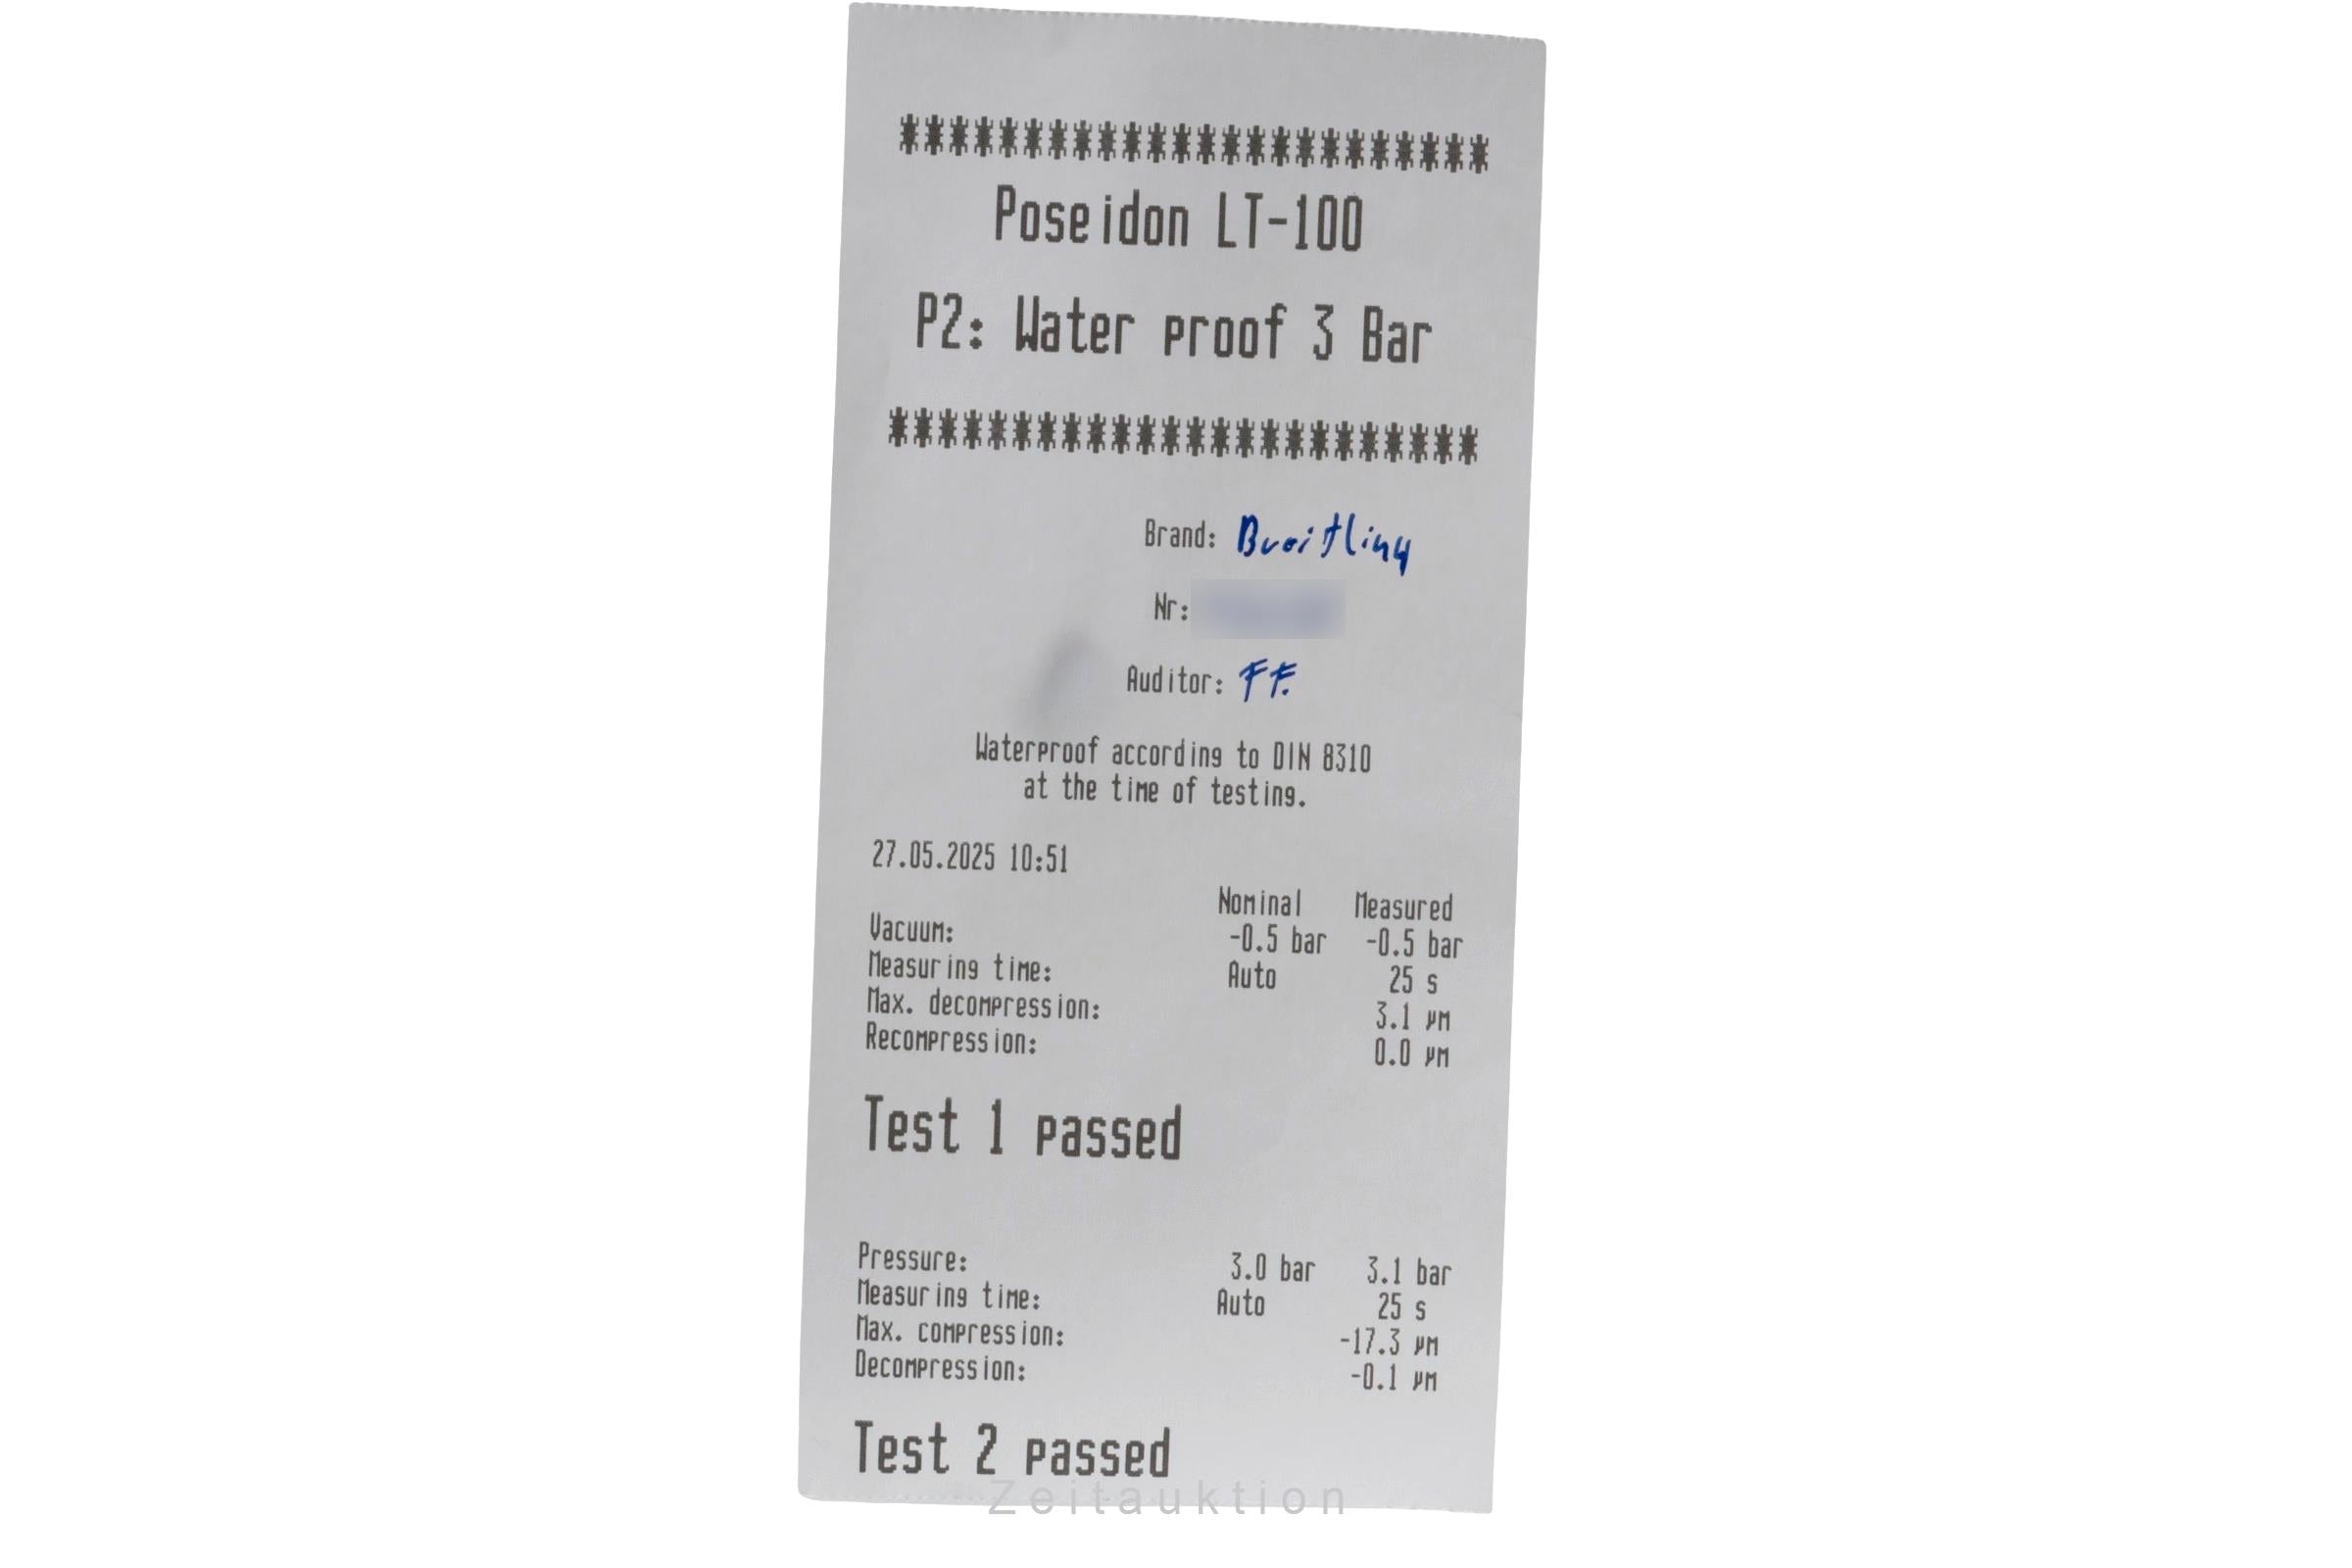 ************************
Poseidon LT-100
P2: Water proof 3 Bar
************************
Brand: Breitling
Nr:
Auditor: FF.
Waterproof according to DIN 8310
at the time of testing.
27.05.2025 10:51
Nominal Measured
Vacuum: -0.5 bar -0.5 bar
Measuring time: Auto 25 s
Max. decompression: 3.1 µm
Recompression: 0.0 µm
Test 1 passed
Pressure: 3.0 bar 3.1 bar
Measuring time: Auto 25 s
Max. compression: -17.3 µm
Decompression: -0.1 µm
Test 2 passed
Zeitauktion